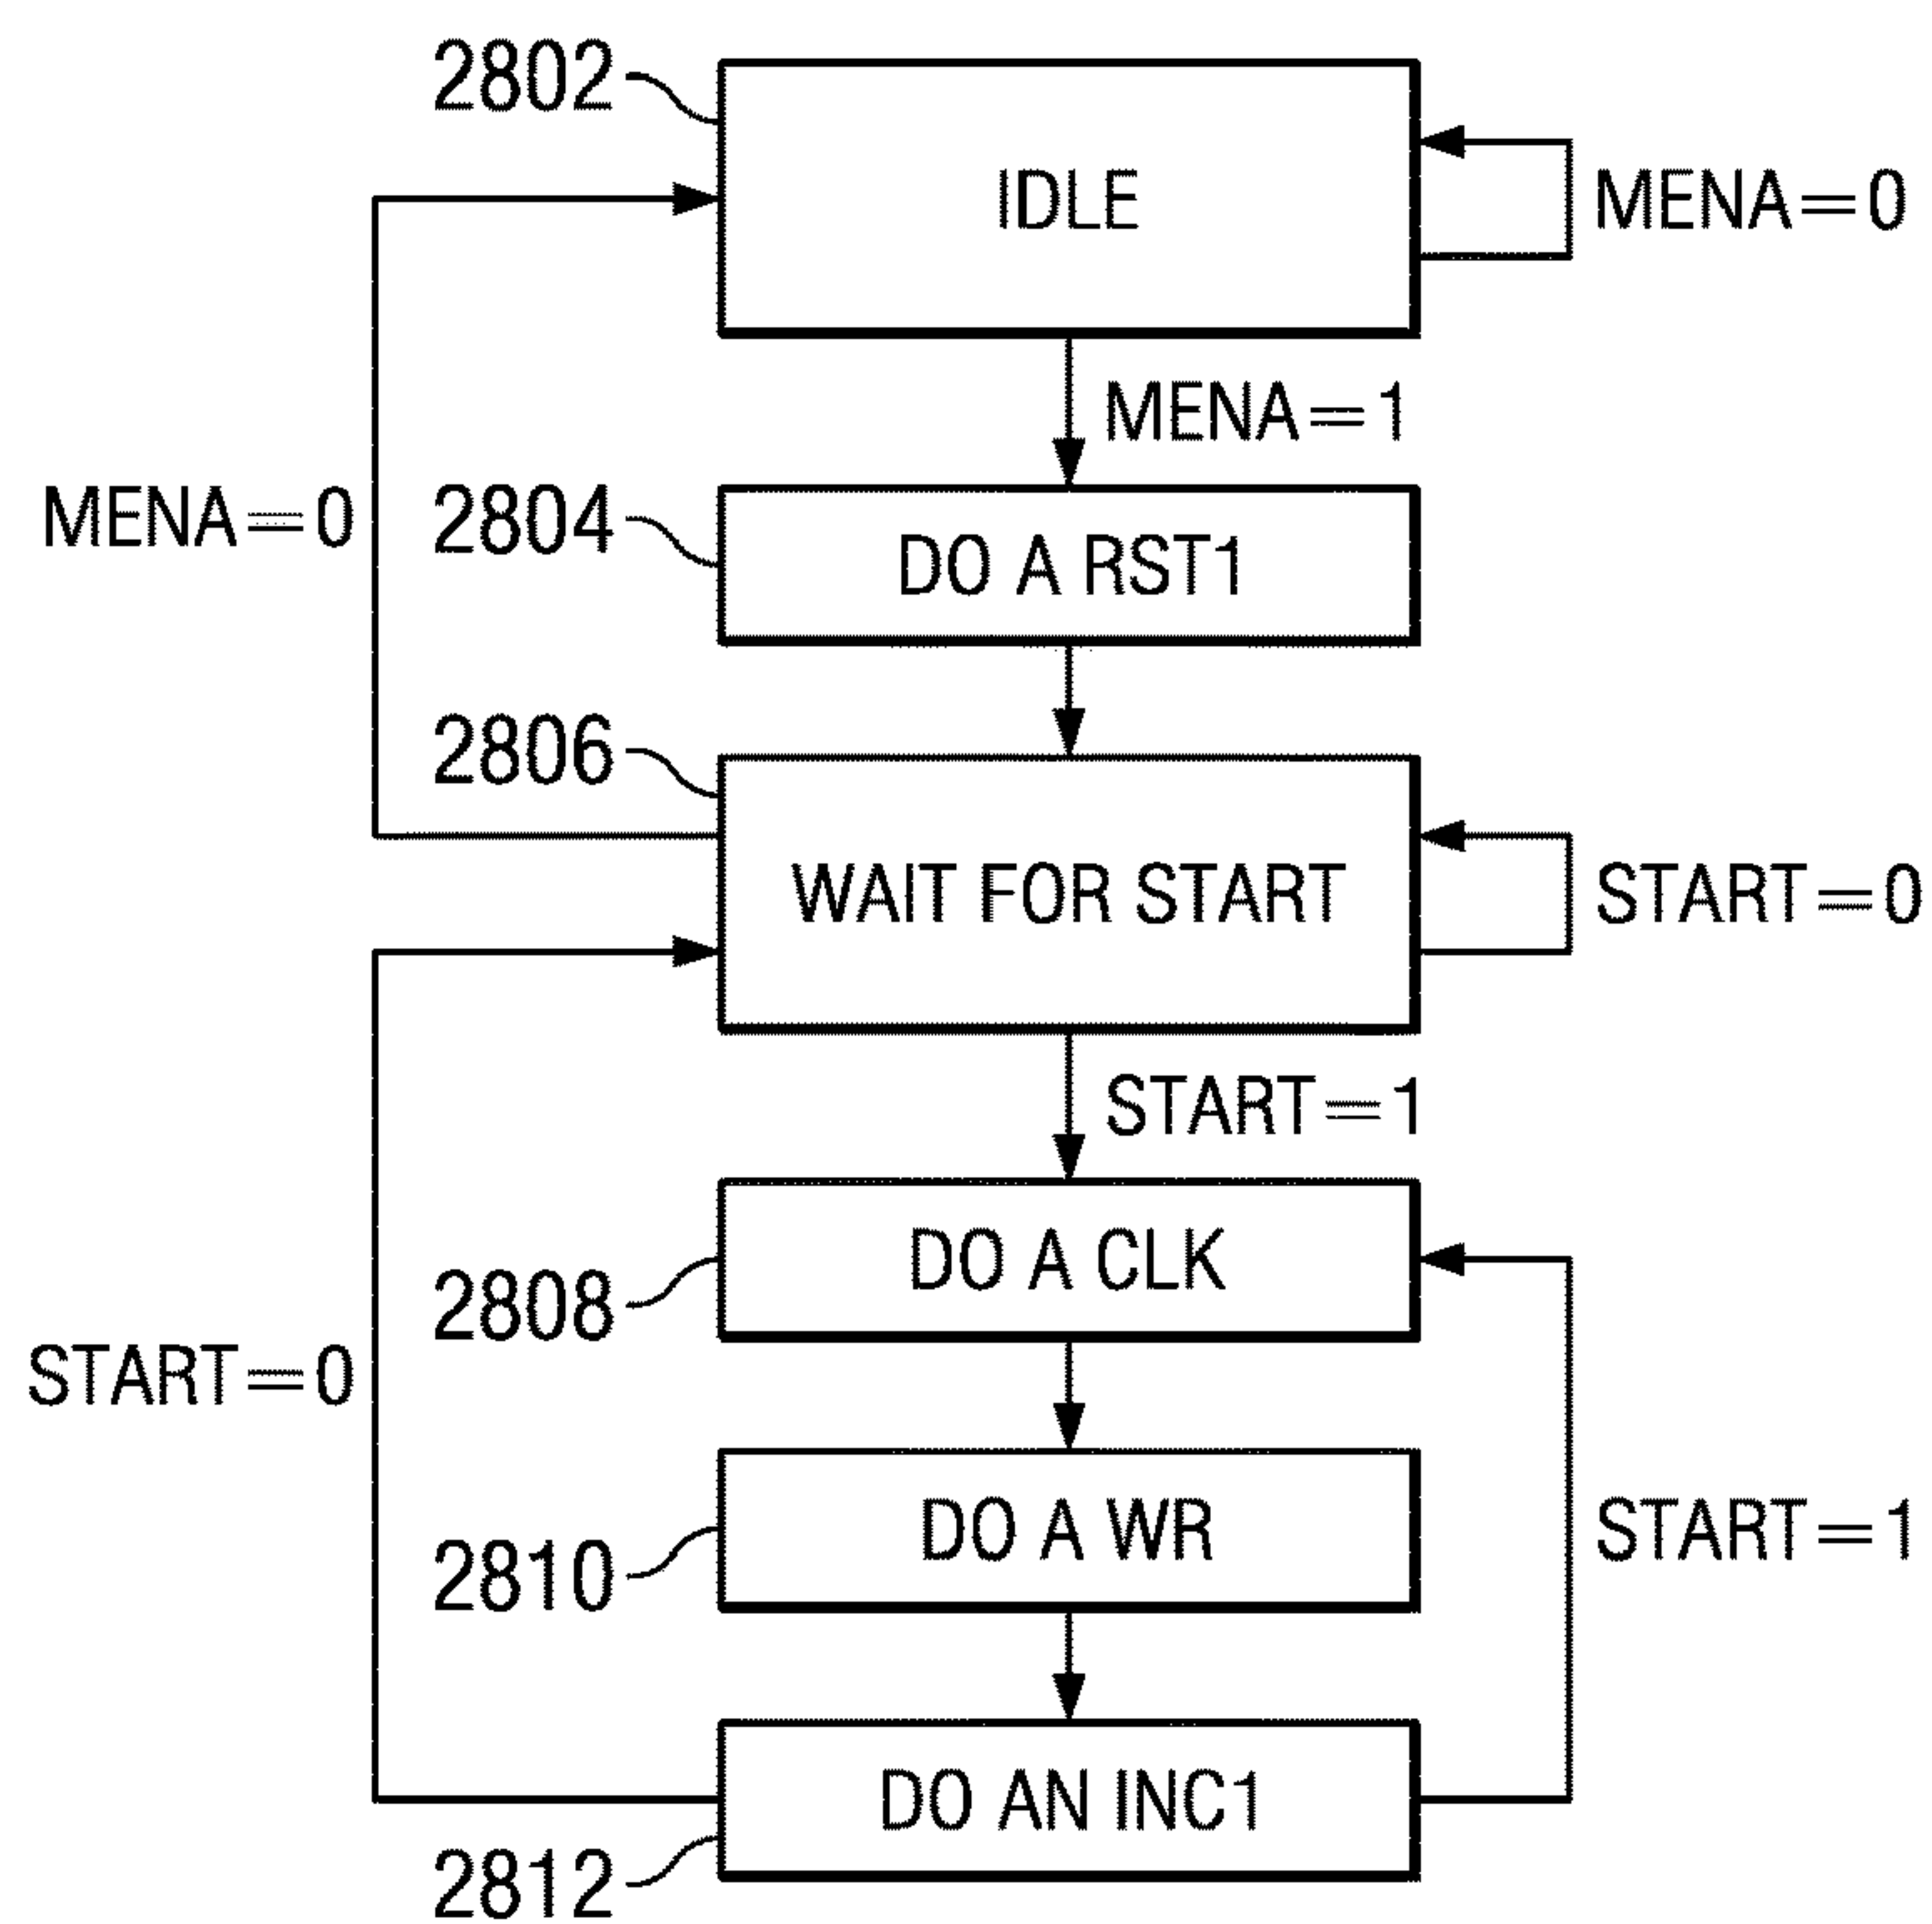 2802
IDLE
MENA=0
MENA=1
MENA=0
2804
DO A RST1
2806
WAIT FOR START
START=0
START=1
2808
DO A CLK
START=0
2810
DO A WR
START=1
DO AN INC1
2812